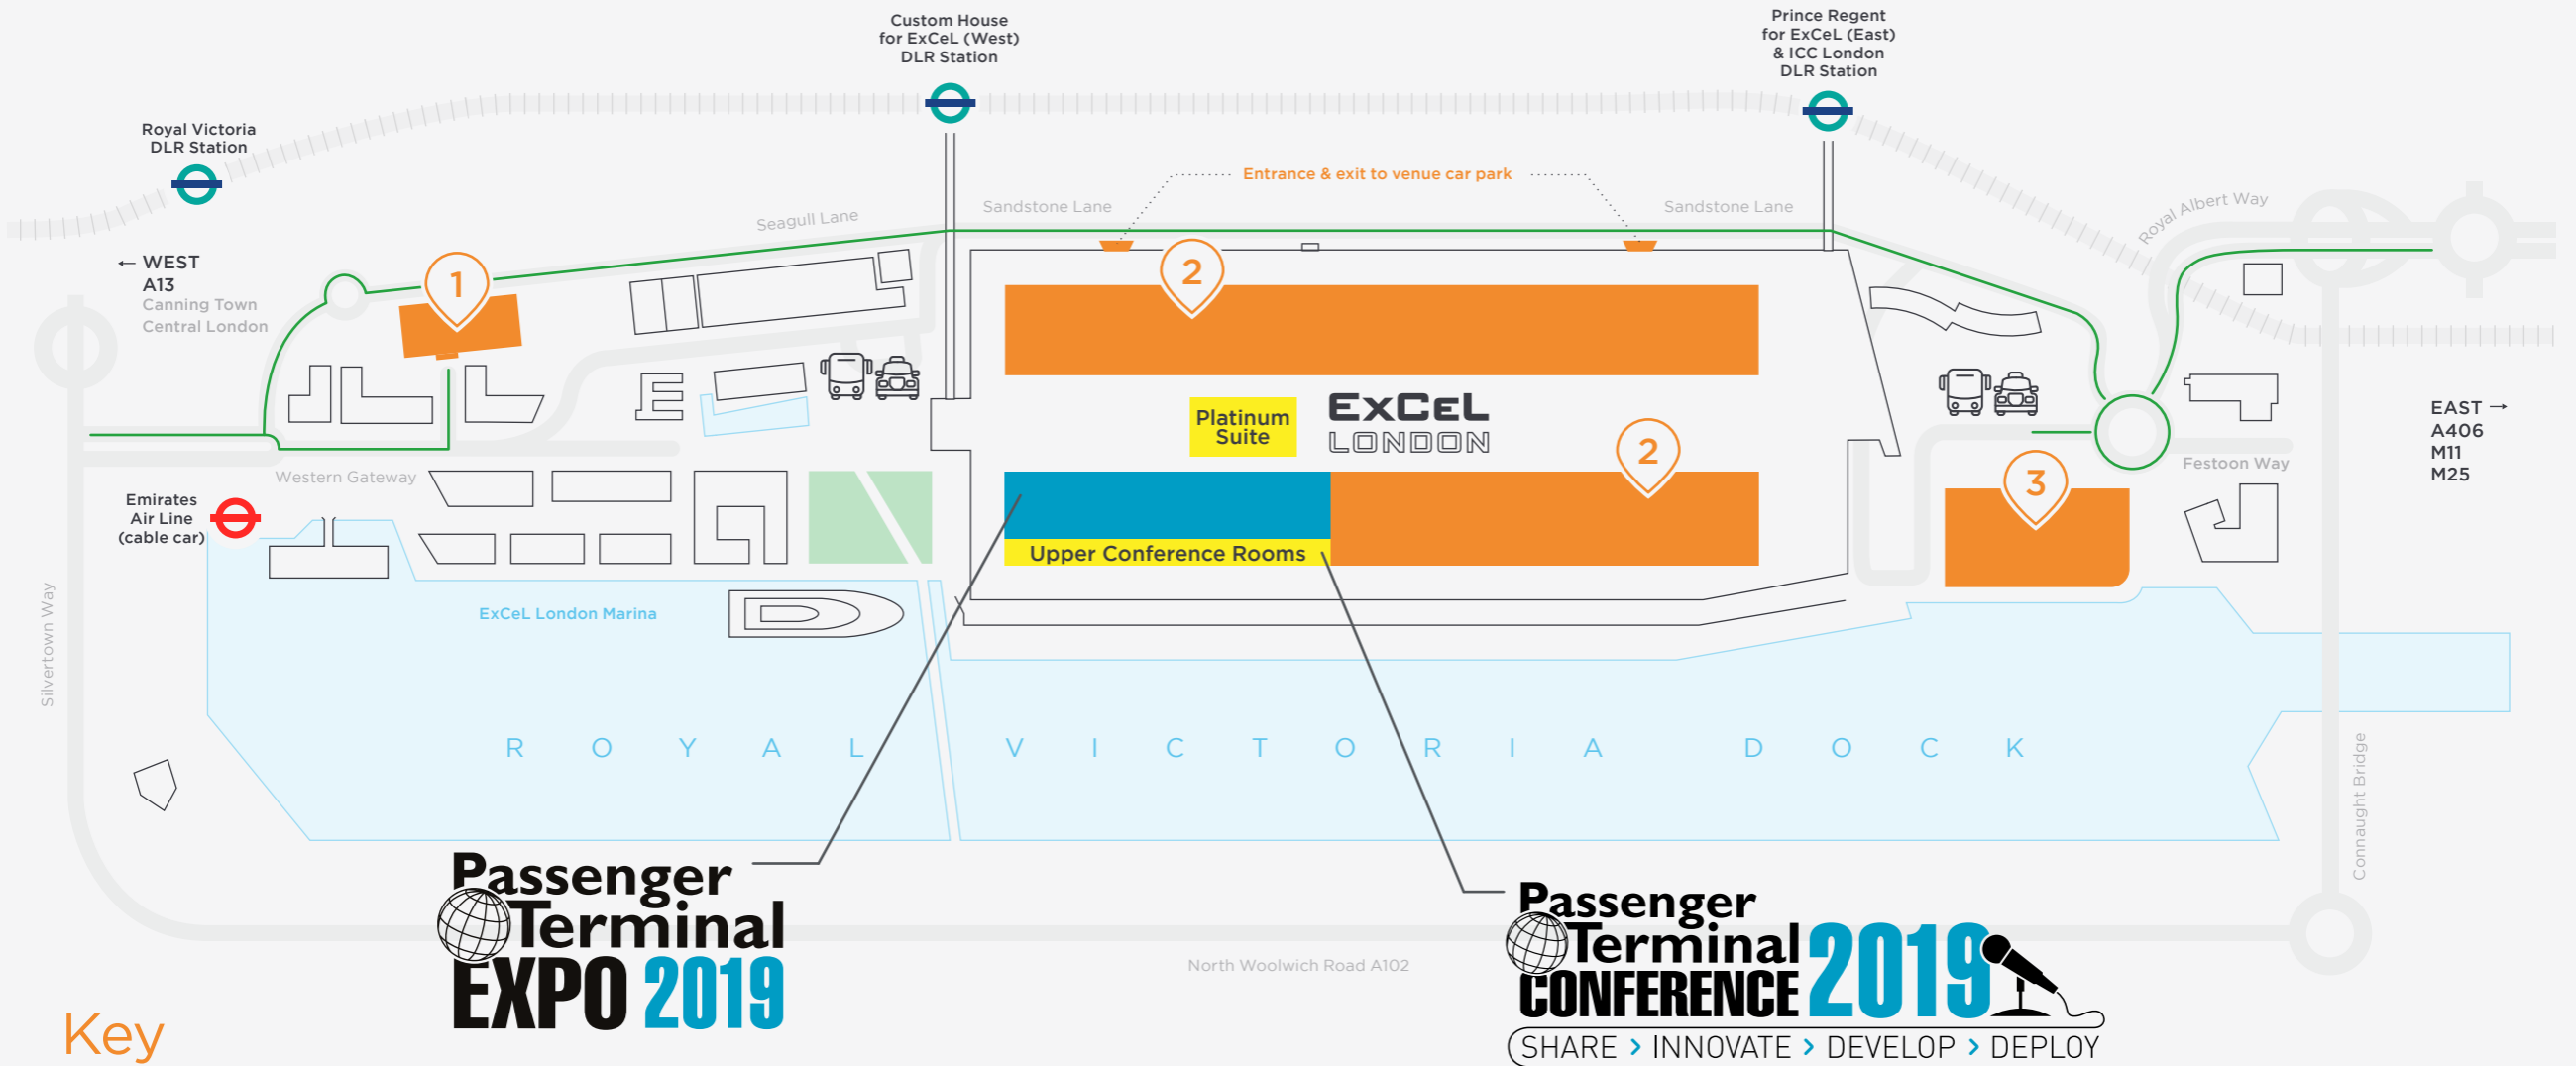 Custom House
for ExCeL (West)
DLR Station
Prince Regent
for ExCeL (East)
& ICC London
DLR Station
Royal Victoria
DLR Station
Entrance & exit to venue car park
Seagull Lane
Sandstone Lane
Sandstone Lane
Royal Albert Way
← WEST
A13
Canning Town
Central London
1
2
Platinum
Suite
EXCEL
LONDON
2
EAST →
A406
M11
M25
Western Gateway
Festoon Way
3
Emirates
Air Line
(cable car)
Upper Conference Rooms
Silvertown Way
ExCeL London Marina
ROYAL VICTORIA DOCK
Connaught Bridge
Passenger
Terminal
EXPO 2019
Passenger
Terminal
CONFERENCE 2019
SHARE > INNOVATE > DEVELOP > DEPLOY
North Woolwich Road A102
Key